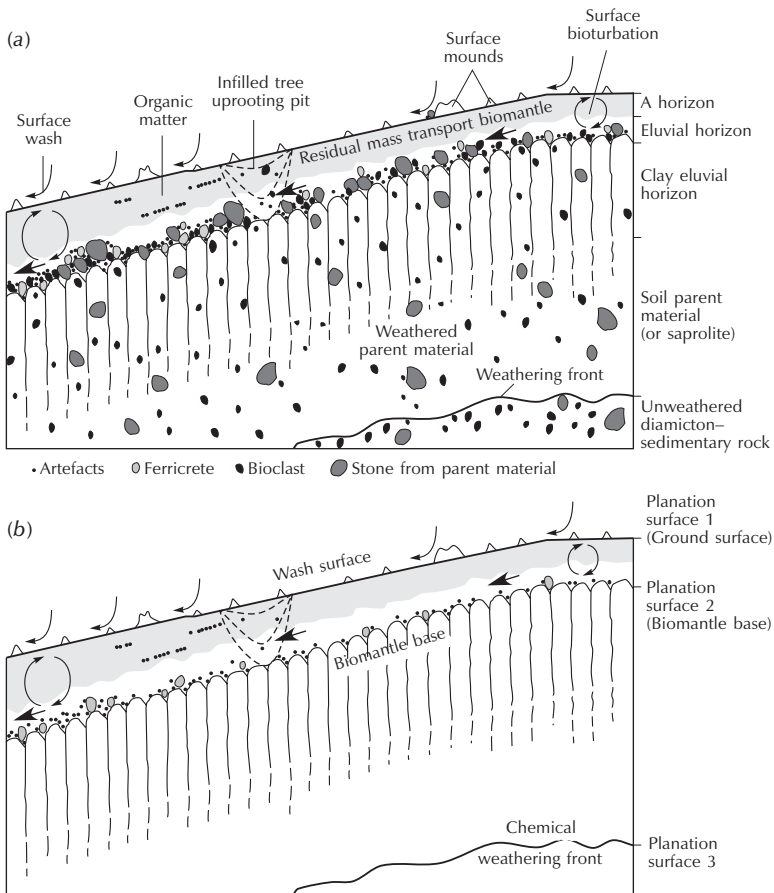 (a)
Surface
bioturbation
Surface
mounds
Infilled tree
uprooting pit
Organic
matter
Surface
wash
Residual mass transport biomantle
A horizon
Eluvial horizon
Clay eluvial
horizon
Soil parent
material
(or saprolite)
Weathered
parent material
Weathering front
Unweathered
diamicton–
sedimentary rock
Artefacts Ferricrete Bioclast Stone from parent material
(b)
Wash surface
Biomantle base
Planation
surface 1
(Ground surface)
Planation
surface 2
(Biomantle base)
Chemical
weathering front
Planation
surface 3